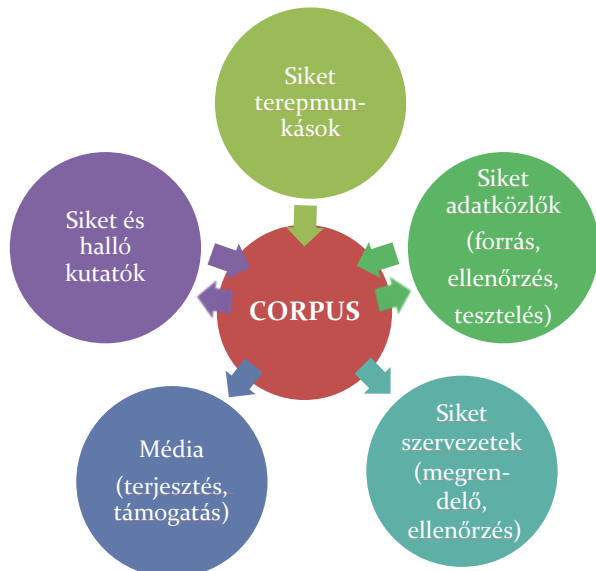 Siket
terepmun-
kások
Siket és
halló
kutatók
Siket
adatközlők
(forrás,
ellenőrzés,
tesztelés)
CORPUS
Média
(terjesztés,
támogatás)
Siket
szervezetek
(megren-
delő,
ellenőrzés)